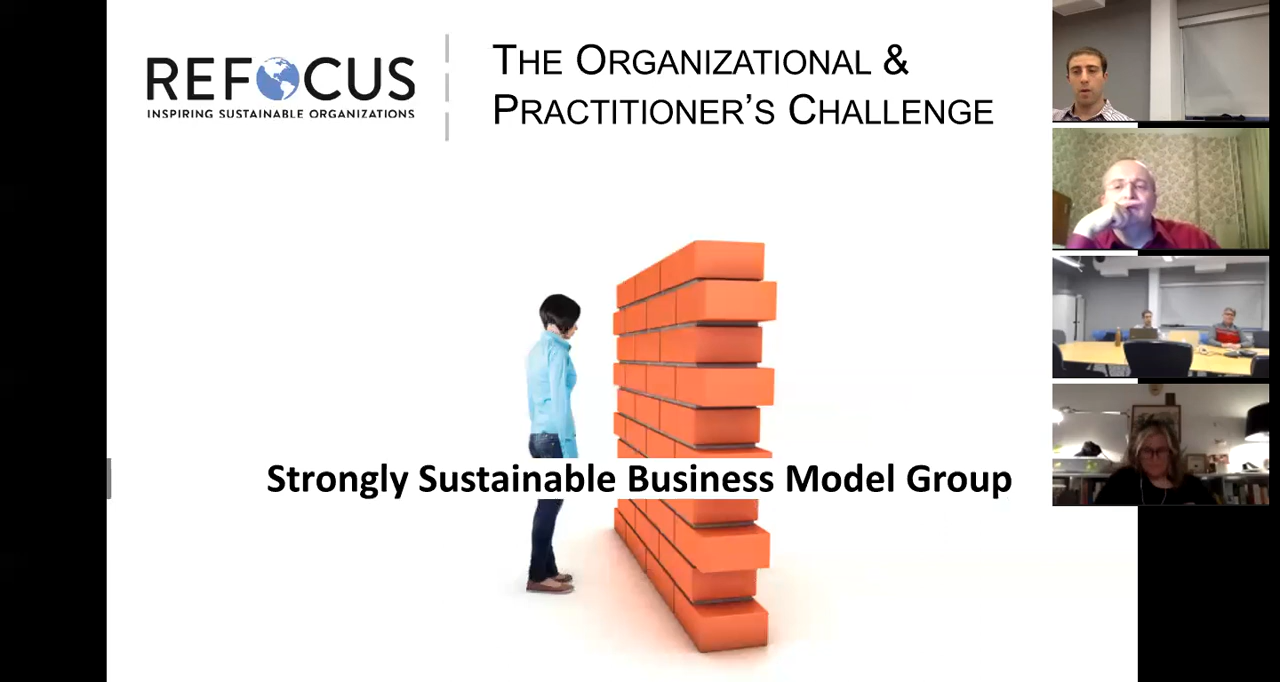 REFOCUS
INSPIRING SUSTAINABLE ORGANIZATIONS
THE ORGANIZATIONAL &
PRACTITIONER’S CHALLENGE
Strongly Sustainable Business Model Group